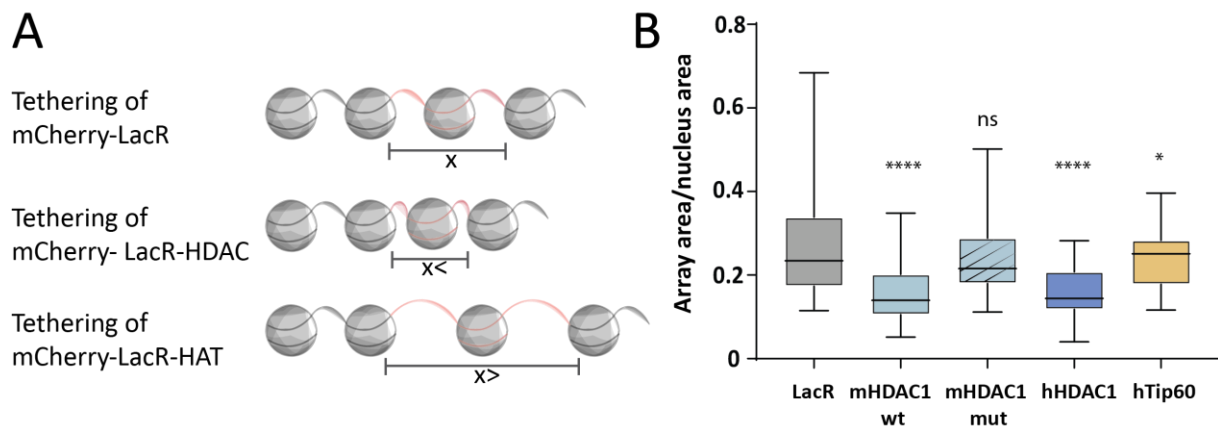 A
Tethering of
mCherry-LacR
x
Tethering of
mCherry- LacR-HDAC
x<
Tethering of
mCherry-LacR-HAT
x>
B
Array area/nucleus area
0.8
0.6
0.4
0.2
0
****
ns
****
*
LacR
mHDAC1
wt
mHDAC1
mut
hHDAC1
hTip60